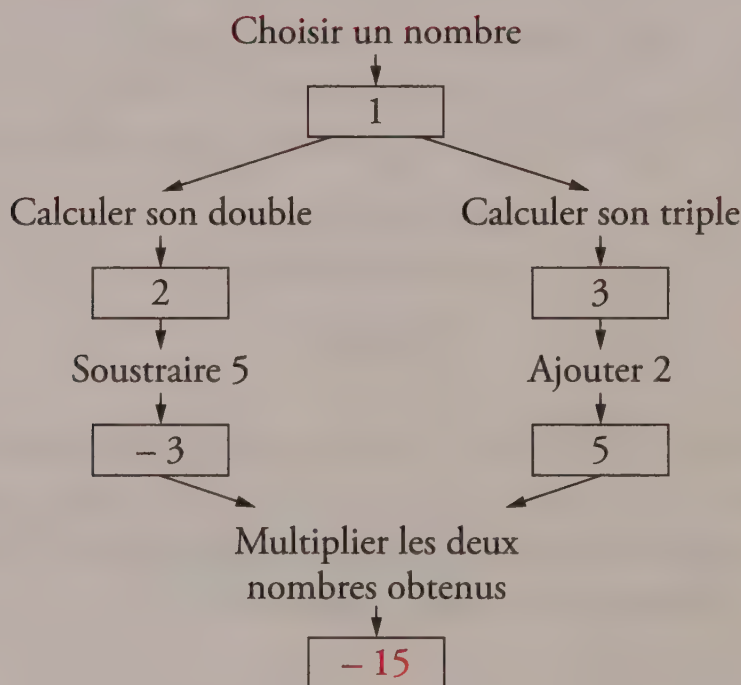 Choisir un nombre
1
Calculer son double
Calculer son triple
2
3
Soustraire 5
Ajouter 2
– 3
5
Multiplier les deux
nombres obtenus
– 15